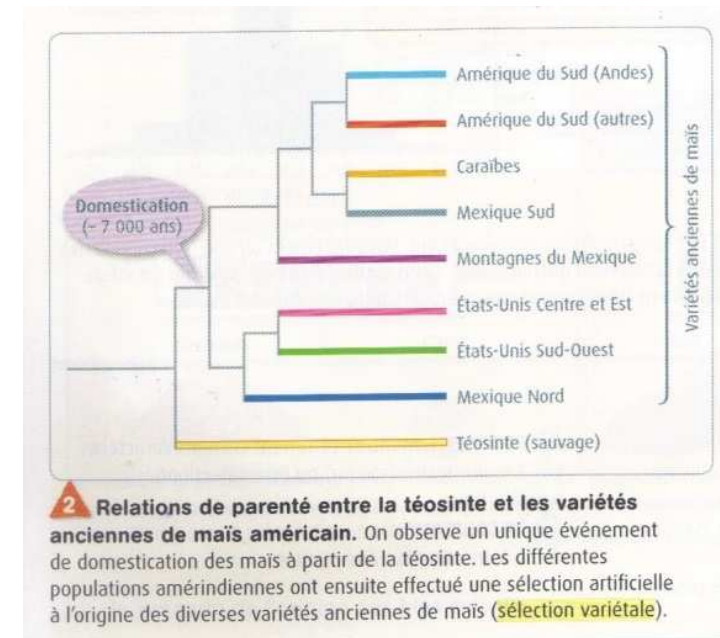 Amérique du Sud (Andes)
Amérique du Sud (autres)
Caraïbes
Domestication
(– 7 000 ans)
Mexique Sud
Montagnes du Mexique
États-Unis Centre et Est
États-Unis Sud-Ouest
Mexique Nord
Téosinte (sauvage)
Variétés anciennes de maïs
2 Relations de parenté entre la téosinte et les variétés
anciennes de maïs américain. On observe un unique événement
de domestication des maïs à partir de la téosinte. Les différentes
populations amérindiennes ont ensuite effectué une sélection artificielle
à l'origine des diverses variétés anciennes de maïs (sélection variétale).